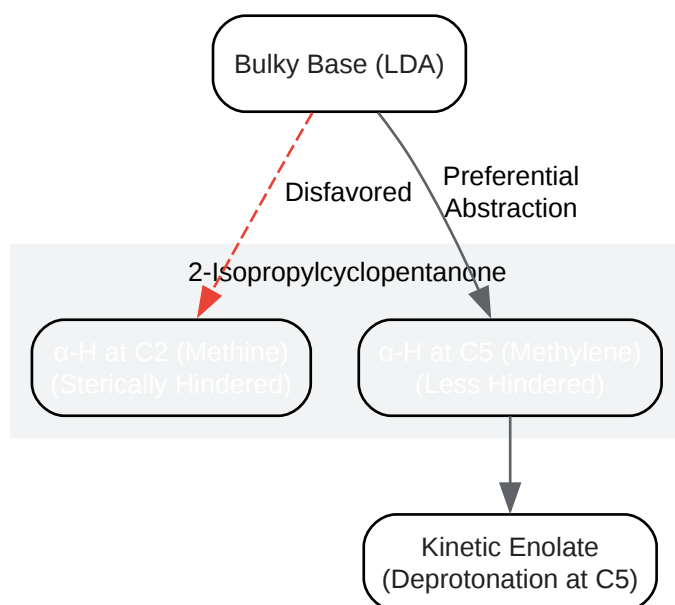 Bulky Base (LDA)
Disfavored
Preferential
Abstraction
2-Isopropylcyclopentanone
α-H at C2 (Methine)
(Sterically Hindered)
α-H at C5 (Methylene)
(Less Hindered)
Kinetic Enolate
(Deprotonation at C5)